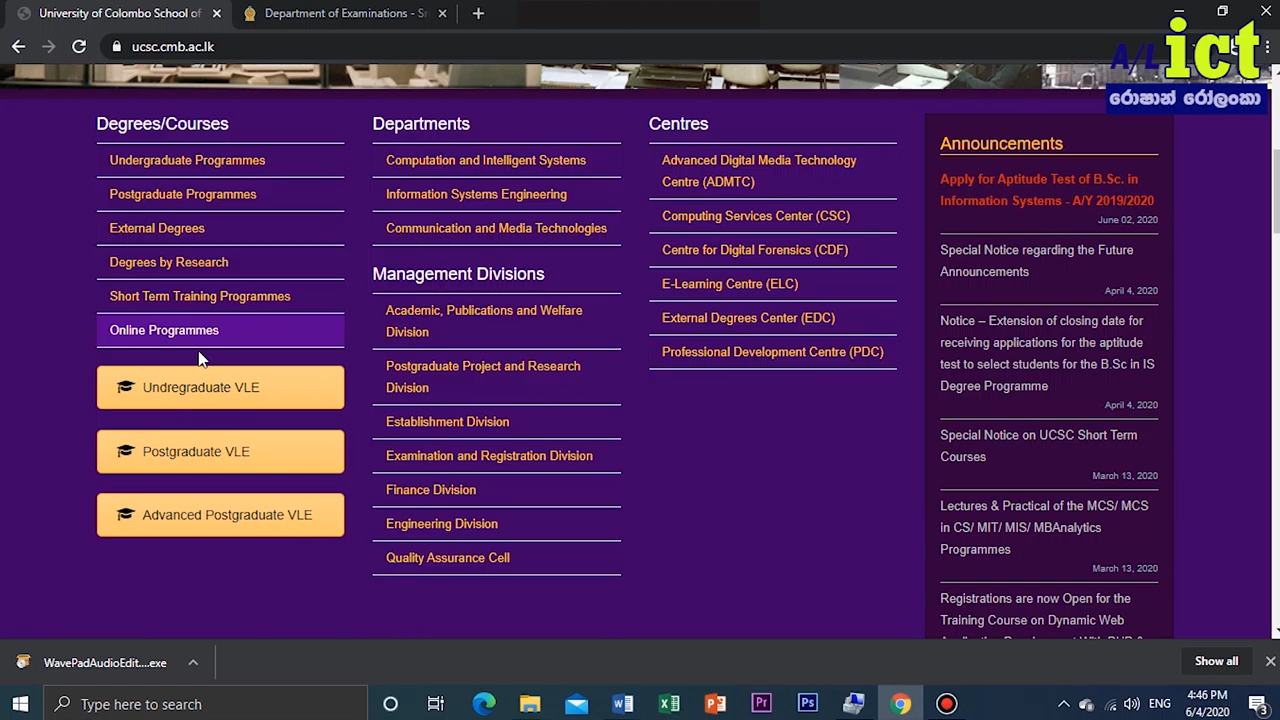 University of Colombo School of
Department of Examinations - Sr
ucsc.cmb.ac.lk
A/L ict
රොෂාන් රෝලංකා
Degrees/Courses
Undergraduate Programmes
Postgraduate Programmes
External Degrees
Degrees by Research
Short Term Training Programmes
Online Programmes
Undregraduate VLE
Postgraduate VLE
Advanced Postgraduate VLE
Departments
Computation and Intelligent Systems
Information Systems Engineering
Communication and Media Technologies
Management Divisions
Academic, Publications and Welfare
Division
Postgraduate Project and Research
Division
Establishment Division
Examination and Registration Division
Finance Division
Engineering Division
Quality Assurance Cell
Centres
Advanced Digital Media Technology
Centre (ADMTC)
Computing Services Center (CSC)
Centre for Digital Forensics (CDF)
E-Learning Centre (ELC)
External Degrees Center (EDC)
Professional Development Centre (PDC)
Announcements
Apply for Aptitude Test of B.Sc. in
Information Systems - A/Y 2019/2020
June 02, 2020
Special Notice regarding the Future
Announcements
April 4, 2020
Notice – Extension of closing date for
receiving applications for the aptitude
test to select students for the B.Sc in IS
Degree Programme
April 4, 2020
Special Notice on UCSC Short Term
Courses
March 13, 2020
Lectures & Practical of the MCS/ MCS
in CS/ MIT/ MIS/ MBAnalytics
Programmes
March 13, 2020
Registrations are now Open for the
Training Course on Dynamic Web
WavePadAudioEdit....exe
Show all
Type here to search
ENG
4:46 PM
6/4/2020
3